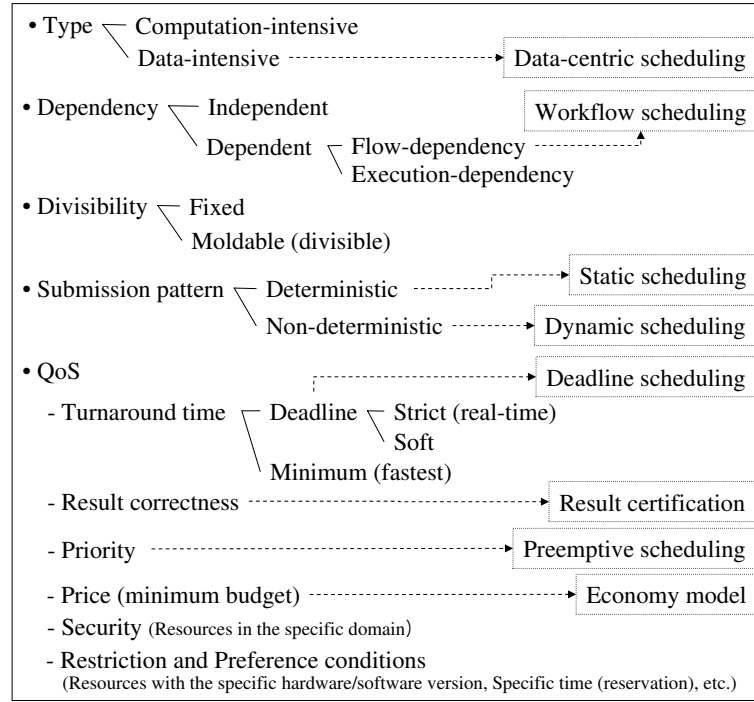 • Type
Computation-intensive
Data-intensive
Data-centric scheduling
• Dependency
Independent
Workflow scheduling
Dependent
Flow-dependency
Execution-dependency
• Divisibility
Fixed
Moldable (divisible)
• Submission pattern
Deterministic
Static scheduling
Non-deterministic
Dynamic scheduling
• QoS
Deadline scheduling
- Turnaround time
Deadline
Strict (real-time)
Soft
Minimum (fastest)
- Result correctness
Result certification
- Priority
Preemptive scheduling
- Price (minimum budget)
Economy model
- Security (Resources in the specific domain)
- Restriction and Preference conditions
(Resources with the specific hardware/software version, Specific time (reservation), etc.)